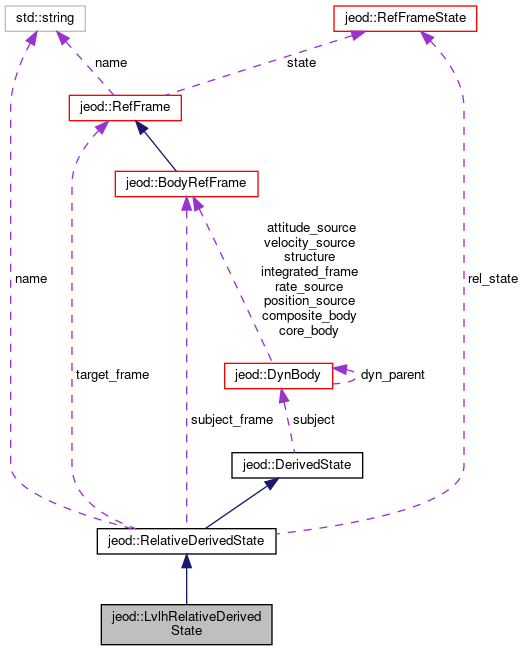 std::string
jeod::RefFrameState
name
state
jeod::RefFrame
jeod::BodyRefFrame
attitude_source
velocity_source
structure
integrated_frame
rate_source
position_source
composite_body
core_body
name
rel_state
target_frame
jeod::DynBody
dyn_parent
subject_frame
subject
jeod::DerivedState
jeod::RelativeDerivedState
jeod::LvlhRelativeDerived
State